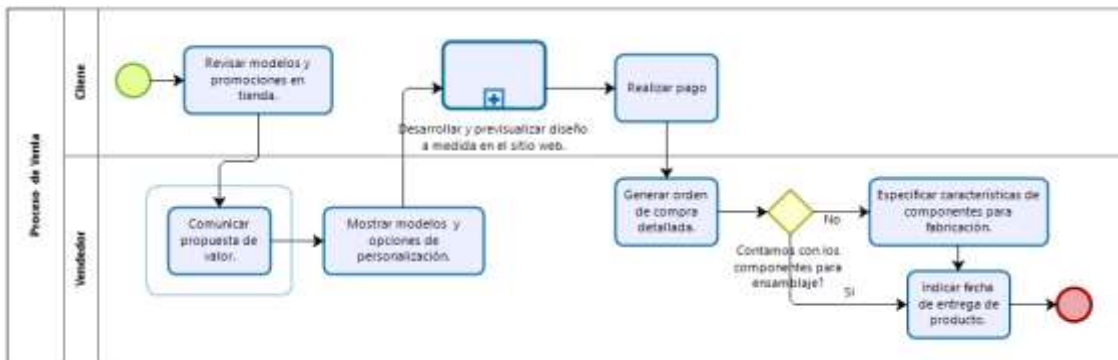 Proceso de Venta
Cliene
Revisar modelos y
promociones en
tienda.
Desarrollar y previsualizar diseño
a medida en el sitio web.
Realizar pago
Vendedor
Comunicar
propuesta de
valor.
Mostrar modelos y
opciones de
personalización.
Generar orden
de compra
detallada.
Contamos con los
componentes para
ensamblaje?
No
Si
Especificar características de
componentes para
fabricación.
Indicar fecha
de entrega de
producto.